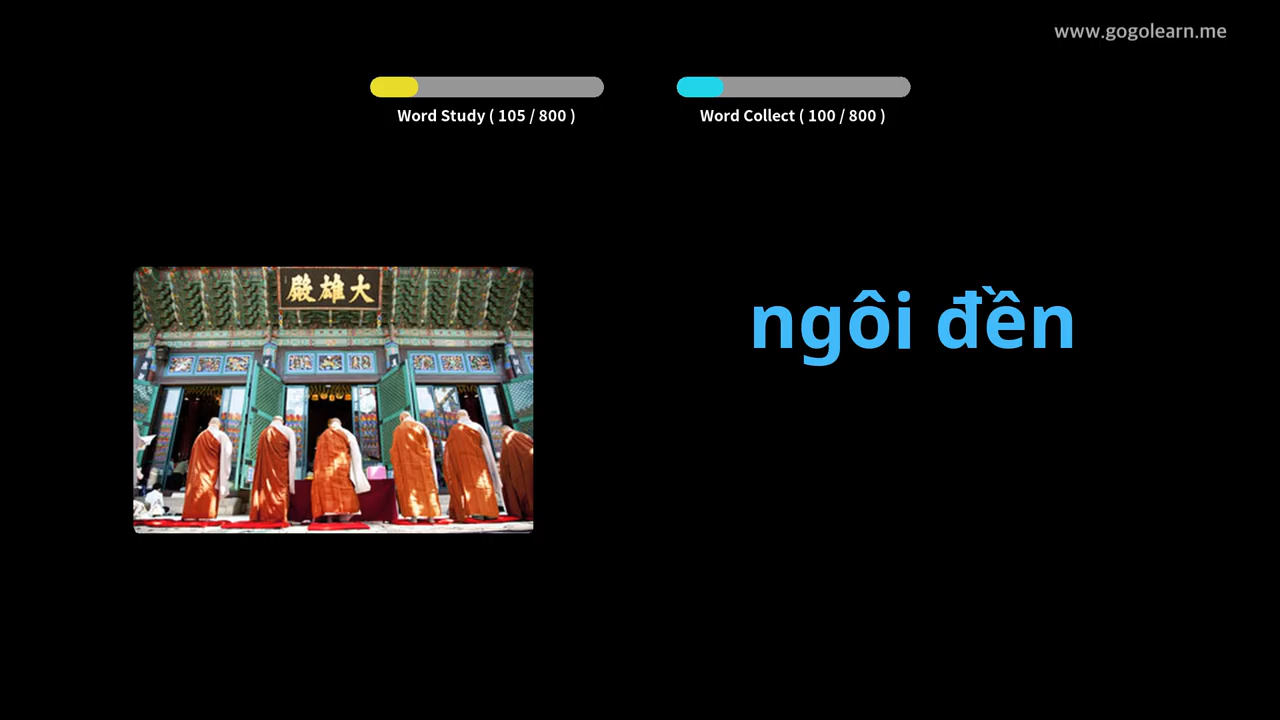 www.gogolearn.me
Word Study ( 105 / 800 )
Word Collect ( 100 / 800 )
殿雄大
ngôi đền